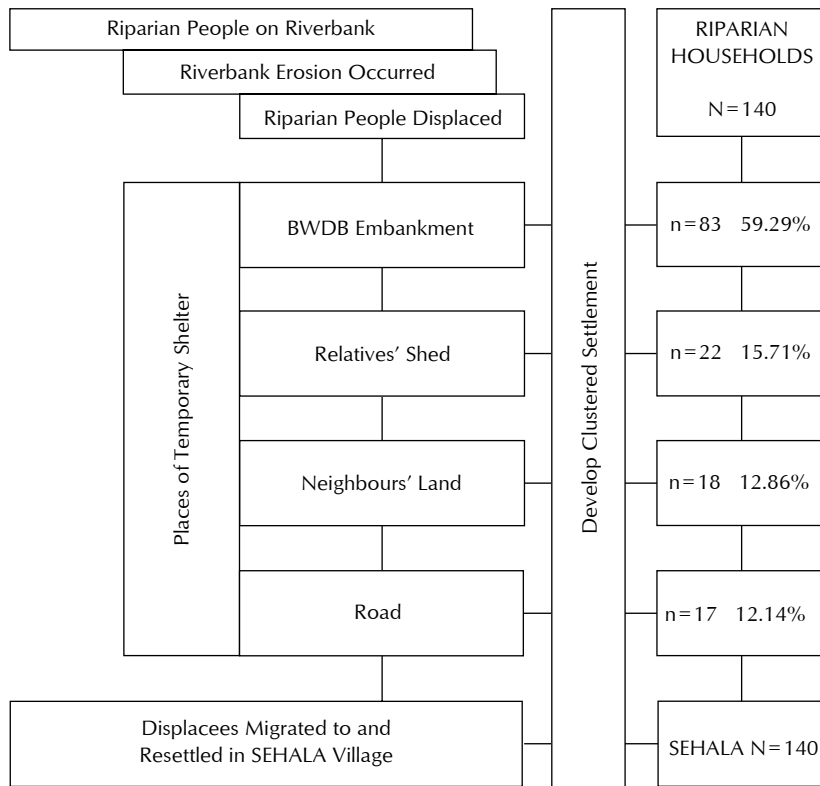 Riparian People on Riverbank
Riverbank Erosion Occurred
Riparian People Displaced
Places of Temporary Shelter
BWDB Embankment
Relatives’ Shed
Neighbours’ Land
Road
Displacees Migrated to and
Resettled in SEHALA Village
Develop Clustered Settlement
RIPARIAN
HOUSEHOLDS
N=140
n=83 59.29%
n=22 15.71%
n=18 12.86%
n=17 12.14%
SEHALA N=140